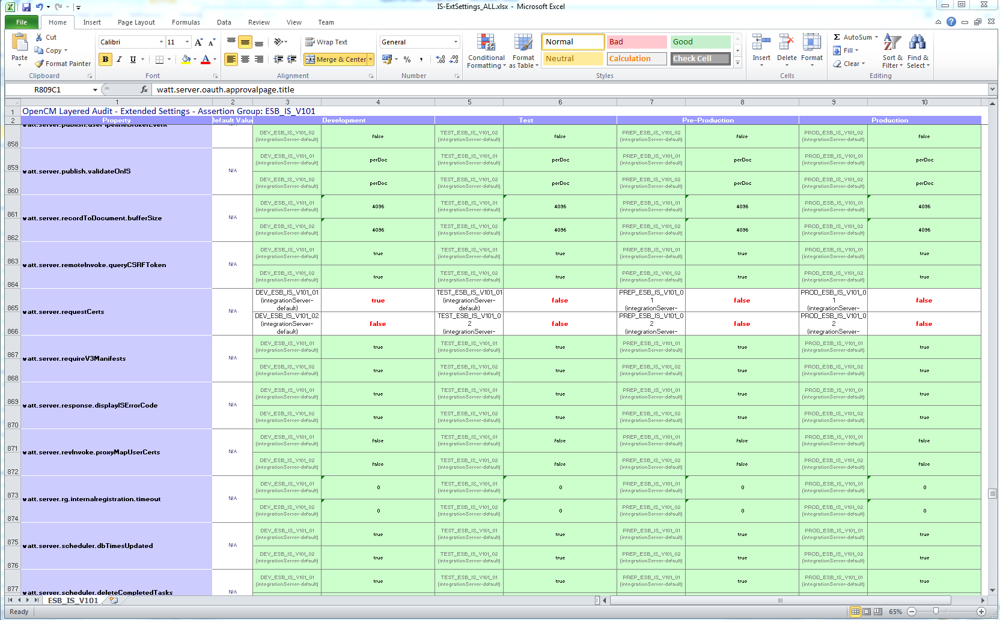 IS-ExtSettings_ALL.xlsx - Microsoft Excel
File Home Insert Page Layout Formulas Data Review View Team
Paste Cut Copy Format Painter
Calibri 11
B I U A
Wrap Text
Merge & Center
General
% ,
Conditional Formatting
Format as Table
Normal Bad Good
Neutral Calculation Check Cell
Insert Delete Format
Σ AutoSum
Fill
Clear
Sort & Filter
Find & Select
Clipboard Font Alignment Number Styles Cells Editing
R809C1 fx watt.server.oauth.approvalpage.title
1 2 3 4 5 6 7 8 9 10
1 OpenCM Layered Audit - Extended Settings - Assertion Group: ESB_IS_V101
2 Property Default Value Development Test Pre-Production Production
watt.server.publish.userPipelineBrokerEvent
858 DEV_ESB_IS_V101_02 (integrationServer-default) false TEST_ESB_IS_V101_02 (integrationServer-default) false PREP_ESB_IS_V101_02 (integrationServer-default) false PROD_ESB_IS_V101_02 (integrationServer-default) false
859 DEV_ESB_IS_V101_01 (integrationServer-default) perDoc TEST_ESB_IS_V101_01 (integrationServer-default) perDoc PREP_ESB_IS_V101_01 (integrationServer-default) perDoc PROD_ESB_IS_V101_01 (integrationServer-default) perDoc
watt.server.publish.validateOnIS N/A
860 DEV_ESB_IS_V101_02 (integrationServer-default) perDoc TEST_ESB_IS_V101_02 (integrationServer-default) perDoc PREP_ESB_IS_V101_02 (integrationServer-default) perDoc PROD_ESB_IS_V101_02 (integrationServer-default) perDoc
861 DEV_ESB_IS_V101_01 (integrationServer-default) 4096 TEST_ESB_IS_V101_01 (integrationServer-default) 4096 PREP_ESB_IS_V101_01 (integrationServer-default) 4096 PROD_ESB_IS_V101_01 (integrationServer-default) 4096
watt.server.recordToDocument.bufferSize N/A
862 DEV_ESB_IS_V101_02 (integrationServer-default) 4096 TEST_ESB_IS_V101_02 (integrationServer-default) 4096 PREP_ESB_IS_V101_02 (integrationServer-default) 4096 PROD_ESB_IS_V101_02 (integrationServer-default) 4096
863 DEV_ESB_IS_V101_01 (integrationServer-default) true TEST_ESB_IS_V101_01 (integrationServer-default) true PREP_ESB_IS_V101_01 (integrationServer-default) true PROD_ESB_IS_V101_01 (integrationServer-default) true
watt.server.remoteInvoke.queryCSRFToken N/A
864 DEV_ESB_IS_V101_02 (integrationServer-default) true TEST_ESB_IS_V101_02 (integrationServer-default) true PREP_ESB_IS_V101_02 (integrationServer-default) true PROD_ESB_IS_V101_02 (integrationServer-default) true
865 DEV_ESB_IS_V101_01 (integrationServer-default) true TEST_ESB_IS_V101_01 (integrationServer-default) false PREP_ESB_IS_V101_01 (integrationServer- false PROD_ESB_IS_V101_01 (integrationServer- false
watt.server.requestCerts N/A
866 DEV_ESB_IS_V101_02 (integrationServer-default) false TEST_ESB_IS_V101_02 (integrationServer- false PREP_ESB_IS_V101_02 (integrationServer- false PROD_ESB_IS_V101_02 (integrationServer- false
867 DEV_ESB_IS_V101_01 (integrationServer-default) true TEST_ESB_IS_V101_01 (integrationServer-default) true PREP_ESB_IS_V101_01 (integrationServer-default) true PROD_ESB_IS_V101_01 (integrationServer-default) true
watt.server.requireV3Manifests N/A
868 DEV_ESB_IS_V101_02 (integrationServer-default) true TEST_ESB_IS_V101_02 (integrationServer-default) true PREP_ESB_IS_V101_02 (integrationServer-default) true PROD_ESB_IS_V101_02 (integrationServer-default) true
869 DEV_ESB_IS_V101_01 (integrationServer-default) true TEST_ESB_IS_V101_01 (integrationServer-default) true PREP_ESB_IS_V101_01 (integrationServer-default) true PROD_ESB_IS_V101_01 (integrationServer-default) true
watt.server.response.displayISErrorCode N/A
870 DEV_ESB_IS_V101_02 (integrationServer-default) true TEST_ESB_IS_V101_02 (integrationServer-default) true PREP_ESB_IS_V101_02 (integrationServer-default) true PROD_ESB_IS_V101_02 (integrationServer-default) true
871 DEV_ESB_IS_V101_01 (integrationServer-default) false TEST_ESB_IS_V101_01 (integrationServer-default) false PREP_ESB_IS_V101_01 (integrationServer-default) false PROD_ESB_IS_V101_01 (integrationServer-default) false
watt.server.revInvoke.proxyMapUserCerts N/A
872 DEV_ESB_IS_V101_02 (integrationServer-default) false TEST_ESB_IS_V101_02 (integrationServer-default) false PREP_ESB_IS_V101_02 (integrationServer-default) false PROD_ESB_IS_V101_02 (integrationServer-default) false
873 DEV_ESB_IS_V101_01 (integrationServer-default) 0 TEST_ESB_IS_V101_01 (integrationServer-default) 0 PREP_ESB_IS_V101_01 (integrationServer-default) 0 PROD_ESB_IS_V101_01 (integrationServer-default) 0
watt.server.rg.internalregistration.timeout N/A
874 DEV_ESB_IS_V101_02 (integrationServer-default) 0 TEST_ESB_IS_V101_02 (integrationServer-default) 0 PREP_ESB_IS_V101_02 (integrationServer-default) 0 PROD_ESB_IS_V101_02 (integrationServer-default) 0
875 DEV_ESB_IS_V101_01 (integrationServer-default) true TEST_ESB_IS_V101_01 (integrationServer-default) true PREP_ESB_IS_V101_01 (integrationServer-default) true PROD_ESB_IS_V101_01 (integrationServer-default) true
watt.server.scheduler.dbTimesUpdated N/A
876 DEV_ESB_IS_V101_02 (integrationServer-default) true TEST_ESB_IS_V101_02 (integrationServer-default) true PREP_ESB_IS_V101_02 (integrationServer-default) true PROD_ESB_IS_V101_02 (integrationServer-default) true
877 DEV_ESB_IS_V101_01 (integrationServer-default) true TEST_ESB_IS_V101_01 (integrationServer-default) true PREP_ESB_IS_V101_01 (integrationServer-default) true PROD_ESB_IS_V101_01 (integrationServer-default) true
watt.server.scheduler.deleteCompletedTasks N/A
ESB_IS_V101
Ready 65%